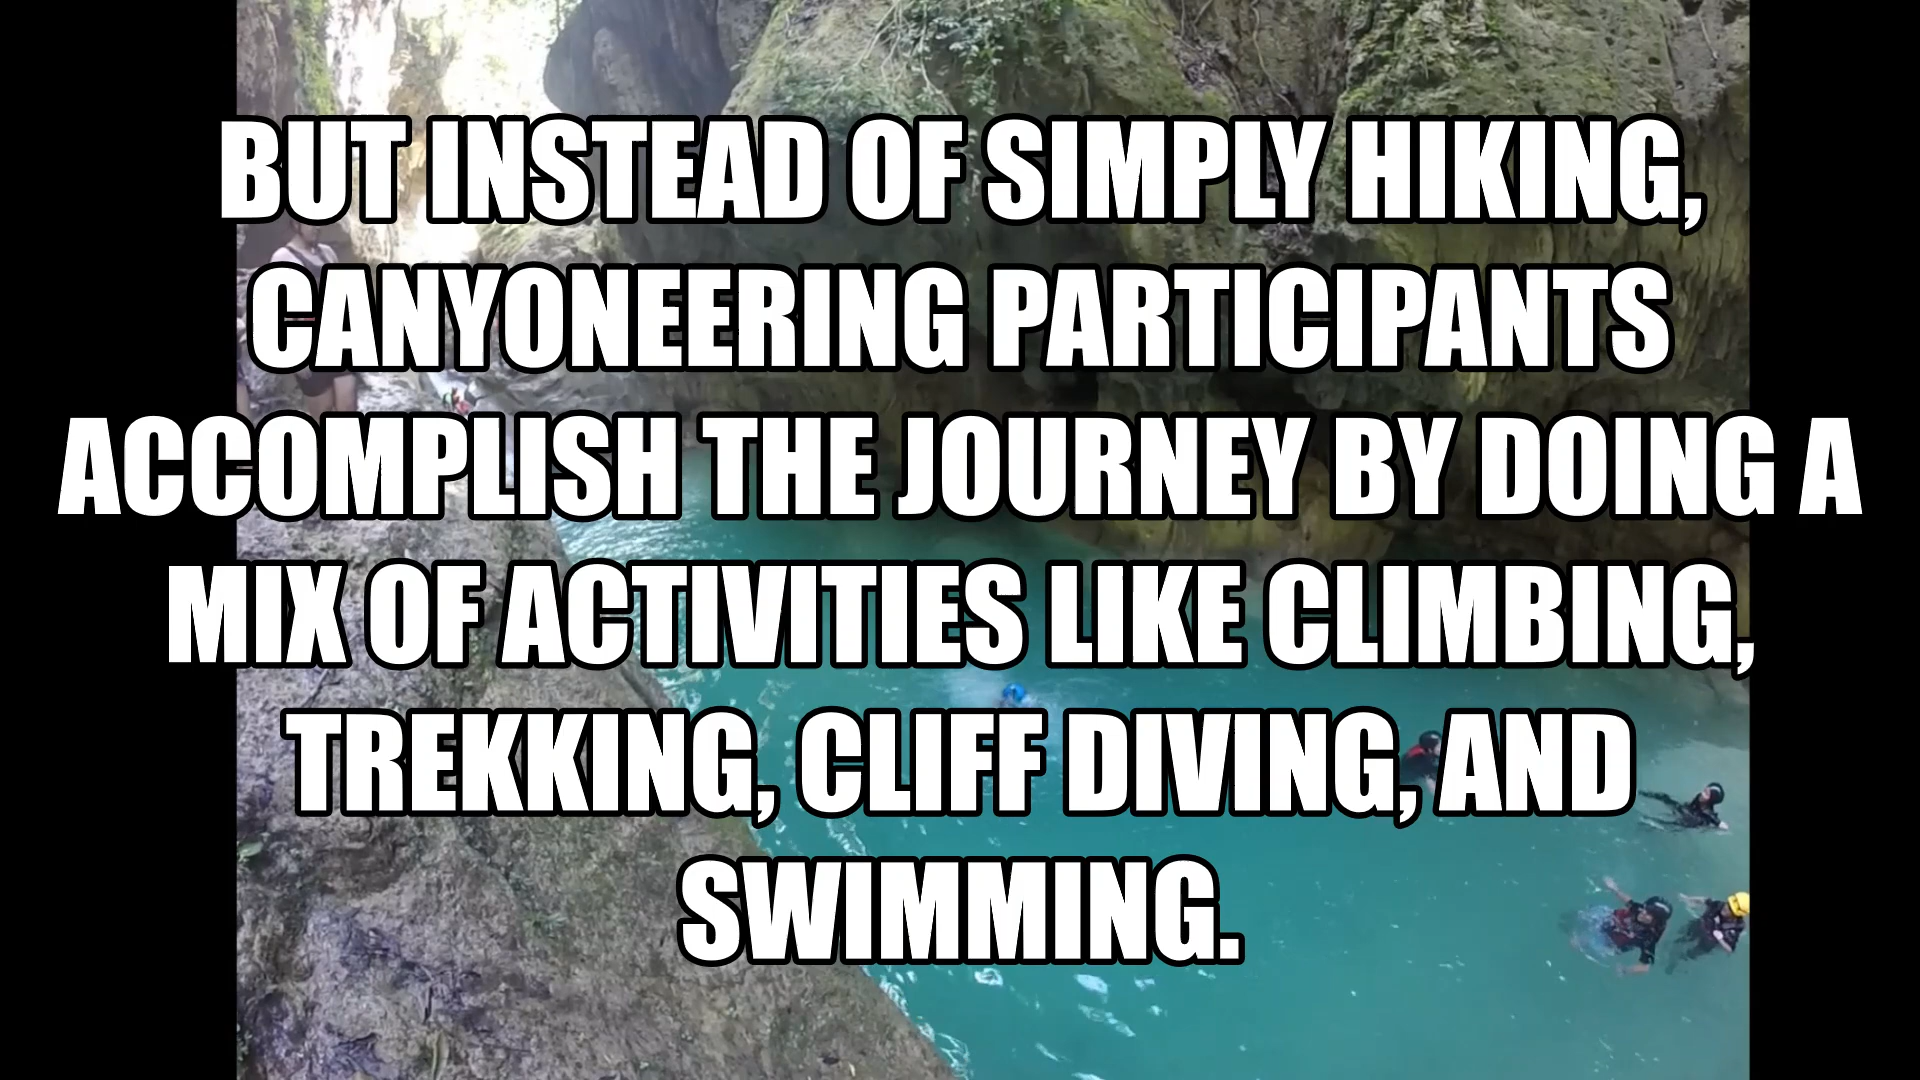 BUT INSTEAD OF SIMPLY HIKING,
CANYONEERING PARTICIPANTS
ACCOMPLISH THE JOURNEY BY DOING A
MIX OF ACTIVITIES LIKE CLIMBING,
TREKKING, CLIFF DIVING, AND
SWIMMING.